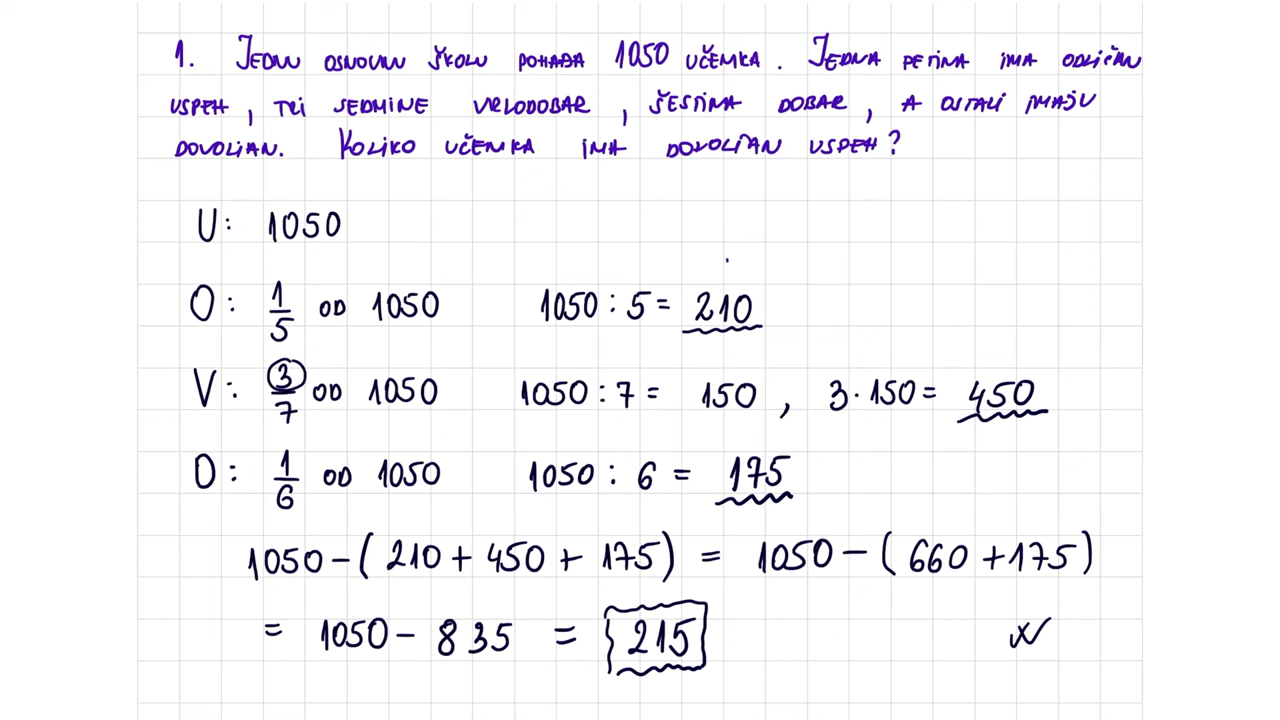 1. JEDNU OSNOVNU ŠKOLU POHAĐA 1050 UČENIKA. JEDNA PETINA IMA ODLIČAN
USPEH, TRI SEDMINE VRLODOBAR, ŠESTINA DOBAR, A OSTALI IMAJU
DOVOLJAN. KOLIKO UČENIKA IMA DOVOLJAN USPEH?
U: 1050
O: 1/5 OD 1050 1050 : 5 = 210
V: 3/7 OD 1050 1050 : 7 = 150, 3 · 150 = 450
D: 1/6 OD 1050 1050 : 6 = 175
1050 - (210 + 450 + 175) = 1050 - (660 + 175)
= 1050 - 835 = 215